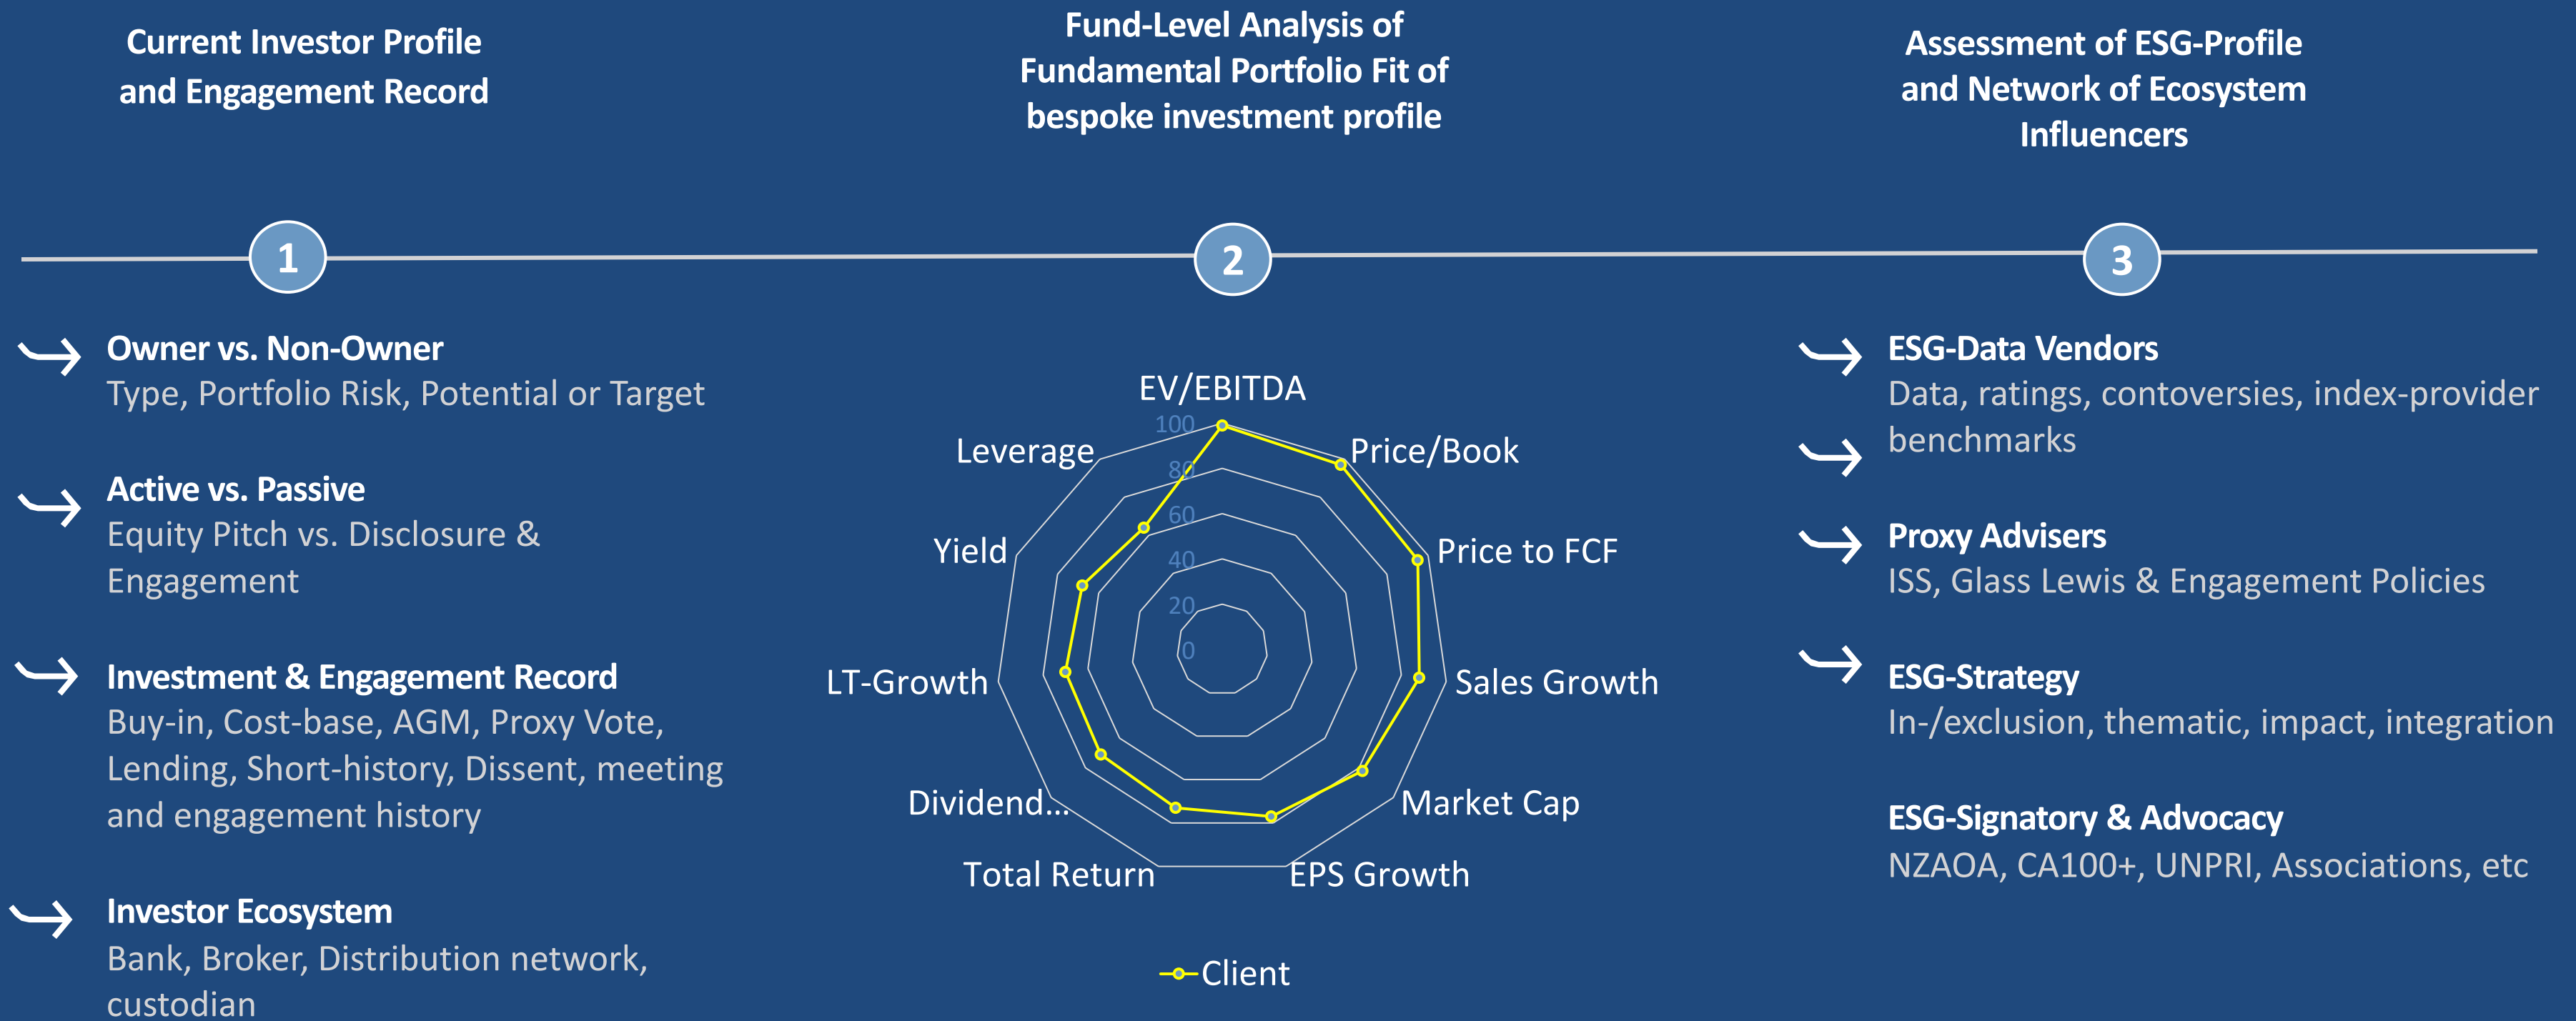 Current Investor Profile
and Engagement Record
Fund-Level Analysis of
Fundamental Portfolio Fit of
bespoke investment profile
Assessment of ESG-Profile
and Network of Ecosystem
Influencers
1
2
3
Owner vs. Non-Owner
Type, Portfolio Risk, Potential or Target
Active vs. Passive
Equity Pitch vs. Disclosure &
Engagement
Investment & Engagement Record
Buy-in, Cost-base, AGM, Proxy Vote,
Lending, Short-history, Dissent, meeting
and engagement history
Investor Ecosystem
Bank, Broker, Distribution network,
custodian
EV/EBITDA
Price/Book
Price to FCF
Sales Growth
Market Cap
EPS Growth
Total Return
Dividend...
LT-Growth
Yield
Leverage
100
80
60
40
20
0
Client
ESG-Data Vendors
Data, ratings, contoversies, index-provider
benchmarks
Proxy Advisers
ISS, Glass Lewis & Engagement Policies
ESG-Strategy
In-/exclusion, thematic, impact, integration
ESG-Signatory & Advocacy
NZAOA, CA100+, UNPRI, Associations, etc